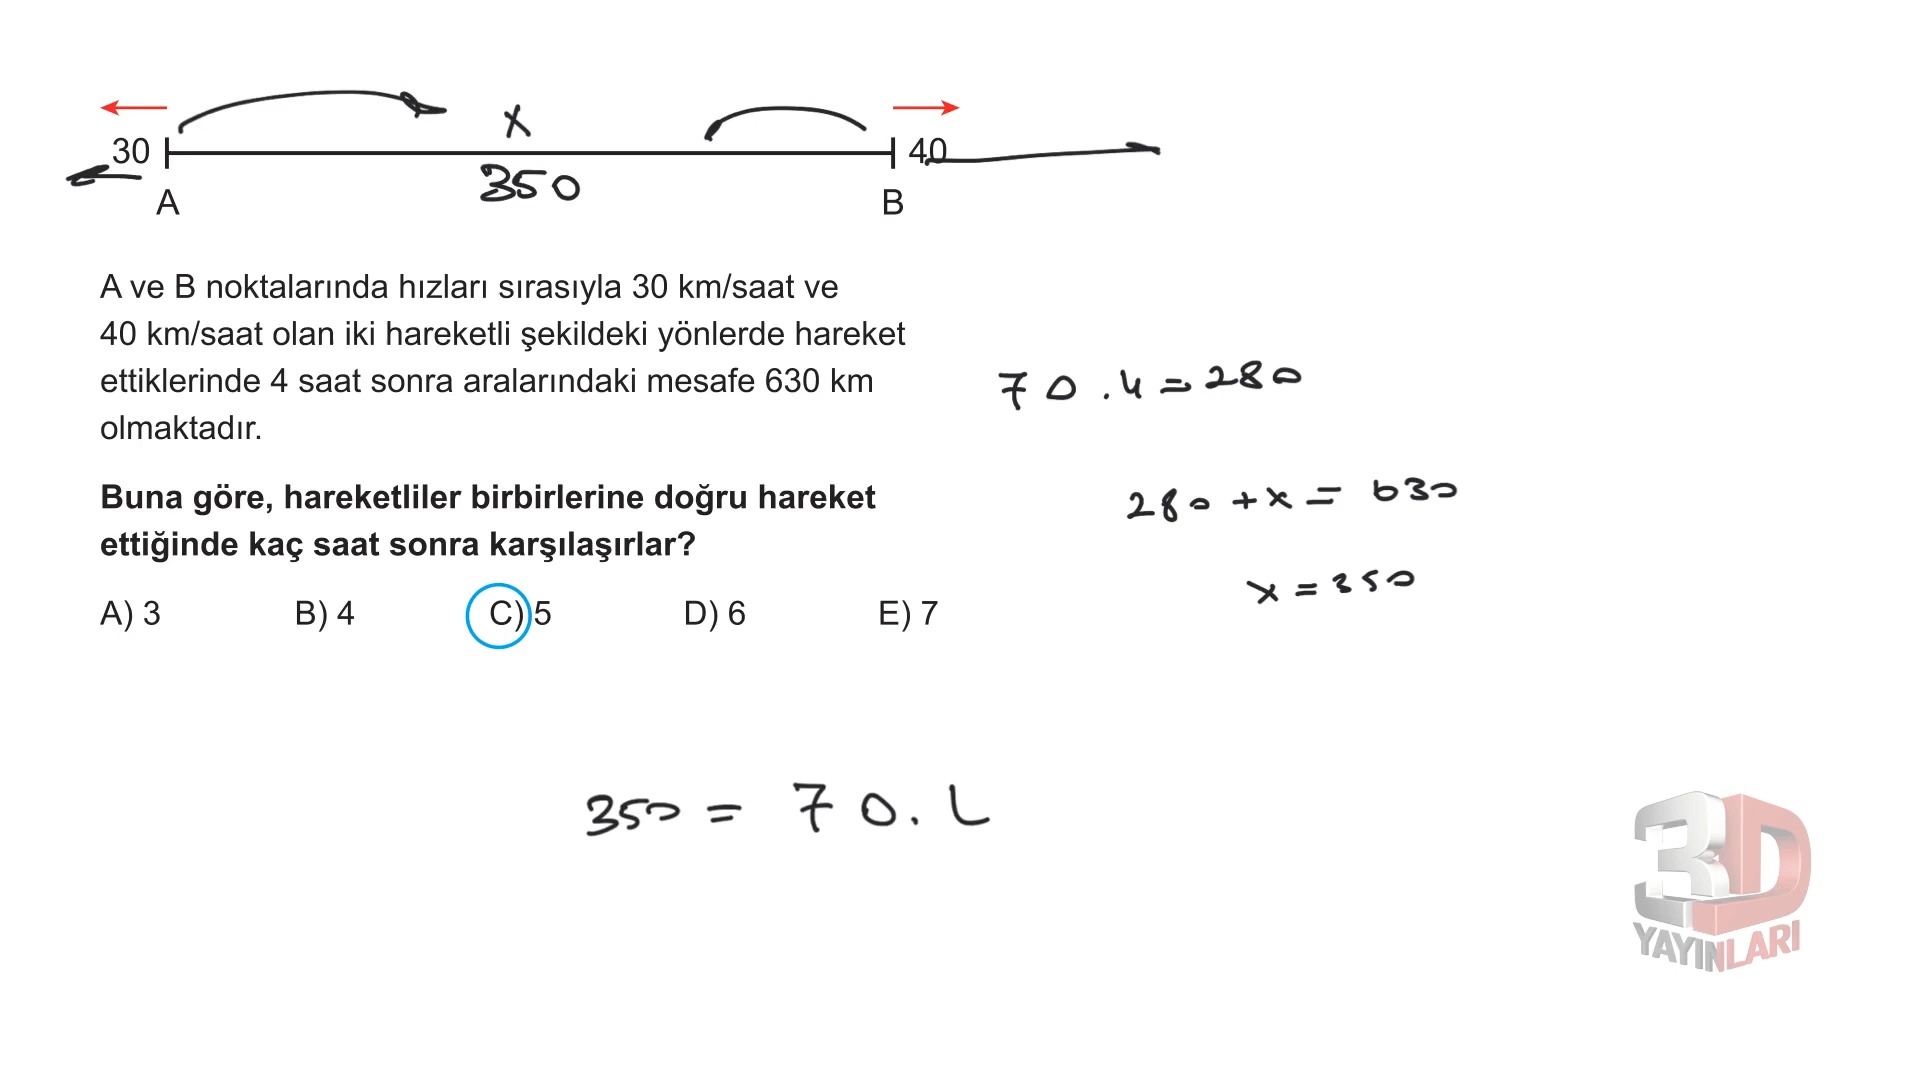 x
30 40
350
A B
A ve B noktalarında hızları sırasıyla 30 km/saat ve
40 km/saat olan iki hareketli şekildeki yönlerde hareket
ettiklerinde 4 saat sonra aralarındaki mesafe 630 km
olmaktadır.
70.4=280
Buna göre, hareketliler birbirlerine doğru hareket
ettiğinde kaç saat sonra karşılaşırlar?
280+x=630
x=350
A) 3 B) 4 C) 5 D) 6 E) 7
350 = 70.
3D
YAYINLARI